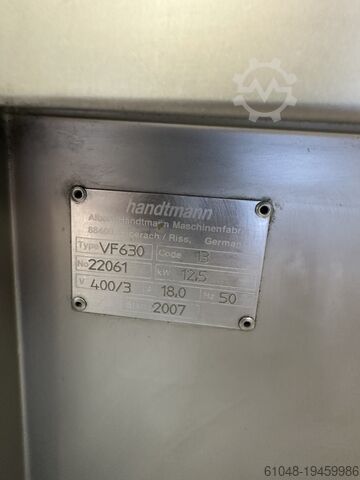 handtmann
Albert Handtmann Maschinenfabrik
Biberach / Riss, Germany
Type VF630 Code 13
No 22061 kW 12,5
V 400/3 A 18.0 Hz 50
2007
61048-19459986